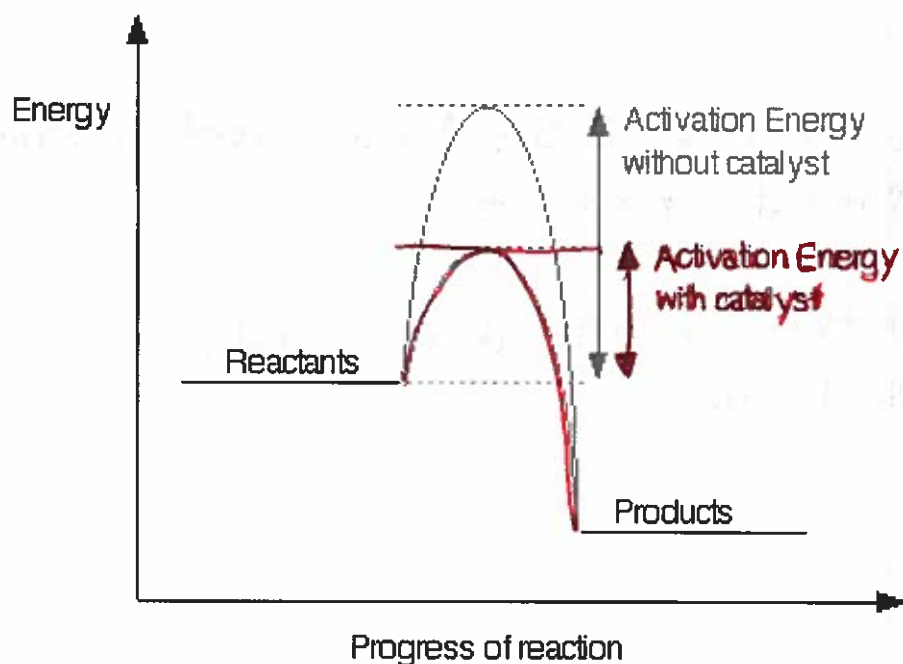 Energy
Activation Energy
without catalyst
Activation Energy
with catalyst
Reactants
Products
Progress of reaction